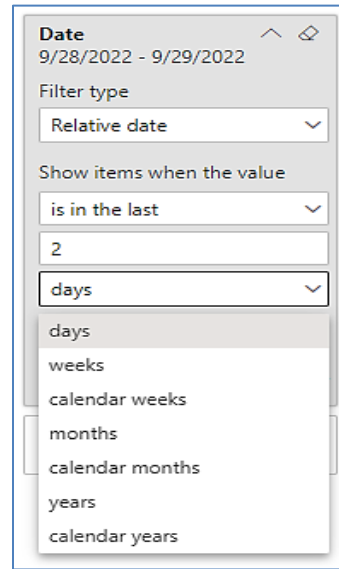 Date
9/28/2022 - 9/29/2022
Filter type
Relative date
Show items when the value
is in the last
2
days
days
weeks
calendar weeks
months
calendar months
years
calendar years